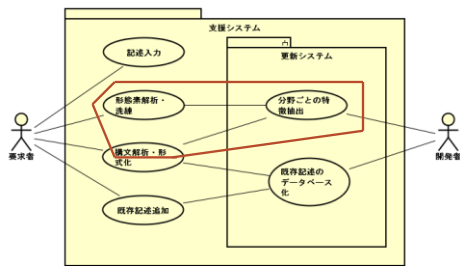 支援システム
更新システム
記述入力
形態素解析・
洗練
分野ごとの特
徴抽出
要求者
構文解析・形
式化
開発者
既存記述の
データベース
化
既存記述追加